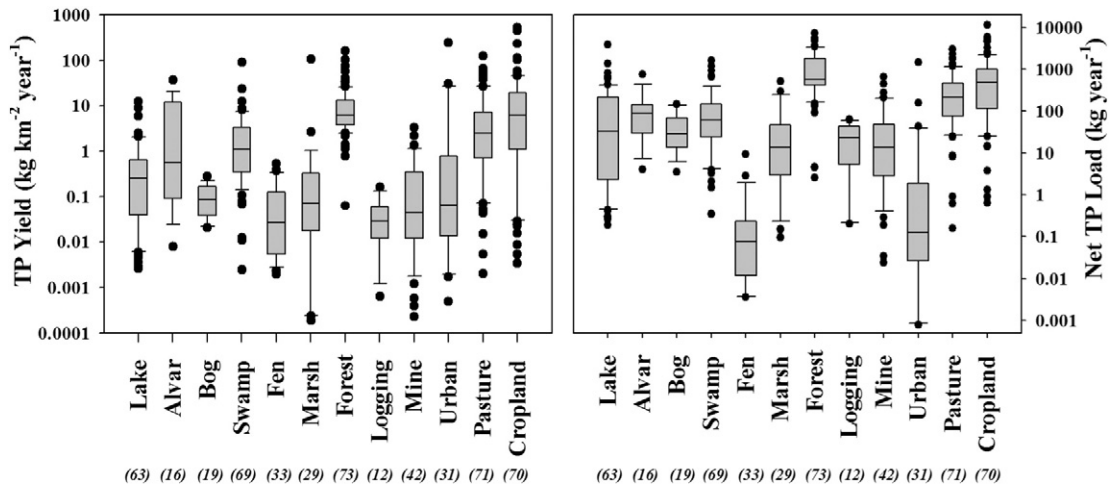 TP Yield (kg km⁻² year⁻¹)
1000
100
10
1
0.1
0.01
0.001
0.0001
Lake
Alvar
Bog
Swamp
Fen
Marsh
Forest
Logging
Mine
Urban
Pasture
Cropland
(63) (16) (19) (69) (33) (29) (73) (12) (42) (31) (71) (70)
10000
1000
100
10
1
0.1
0.01
0.001
Net TP Load (kg year⁻¹)
Lake
Alvar
Bog
Swamp
Fen
Marsh
Forest
Logging
Mine
Urban
Pasture
Cropland
(63) (16) (19) (69) (33) (29) (73) (12) (42) (31) (71) (70)